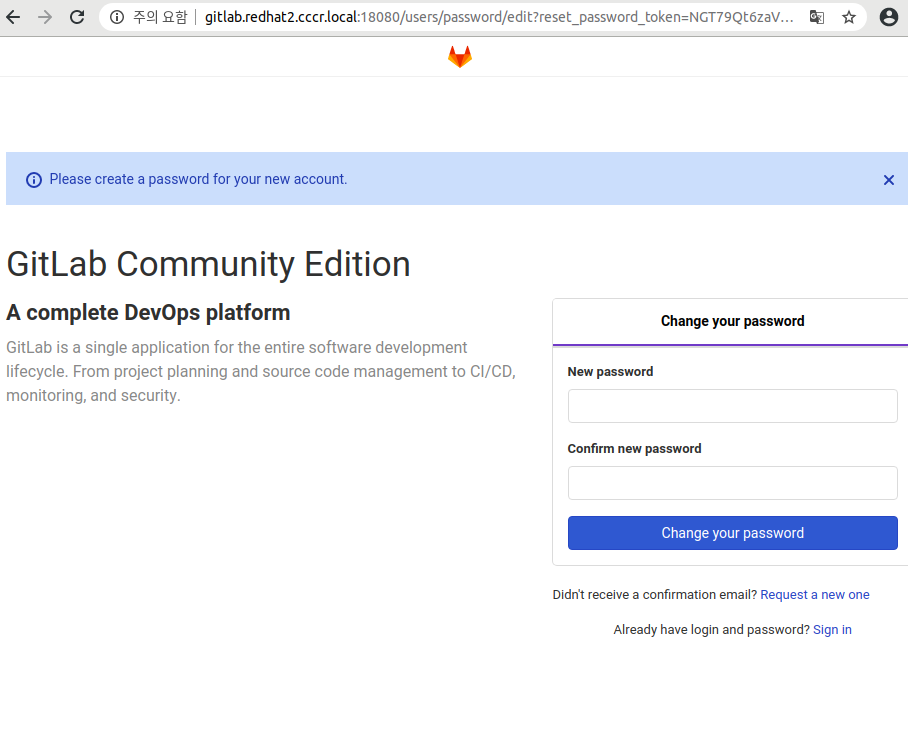 주의 요함 gitlab.redhat2.cccr.local:18080/users/password/edit?reset_password_token=NGT79Qt6zaV...
Please create a password for your new account.
GitLab Community Edition
A complete DevOps platform
GitLab is a single application for the entire software development
lifecycle. From project planning and source code management to CI/CD,
monitoring, and security.
Change your password
New password
Confirm new password
Change your password
Didn't receive a confirmation email? Request a new one
Already have login and password? Sign in